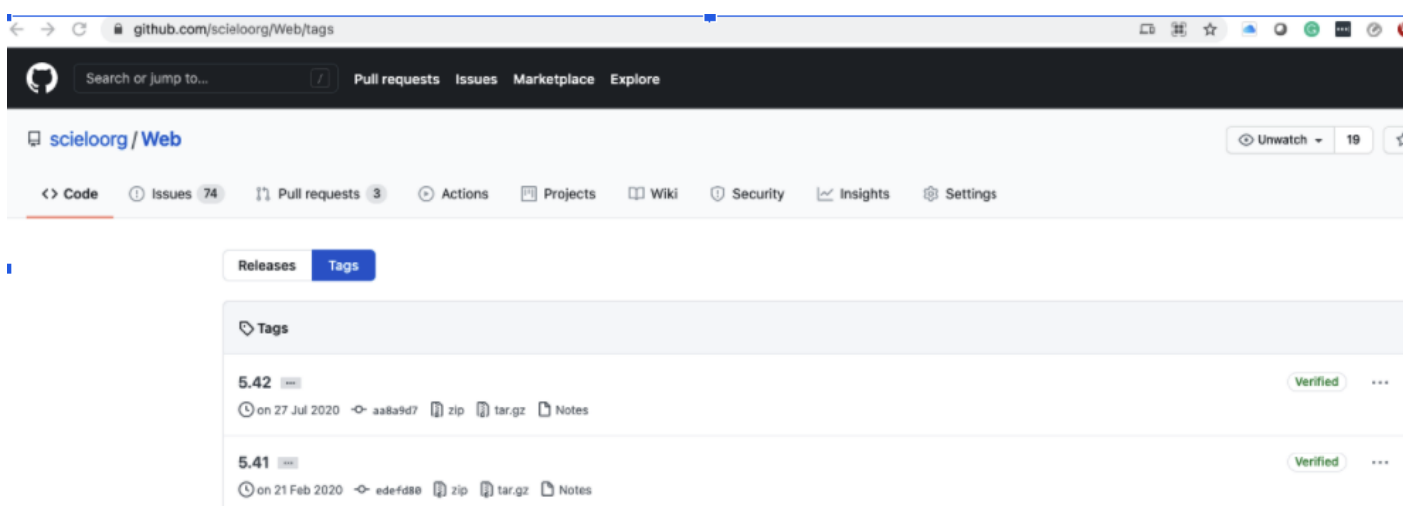 github.com/scieloorg/Web/tags
Search or jump to... / Pull requests Issues Marketplace Explore
scieloorg / Web Unwatch 19
<> Code Issues 74 Pull requests 3 Actions Projects Wiki Security Insights Settings
Releases Tags
Tags
5.42 ... Verified ...
on 27 Jul 2020 aa8a9d7 zip tar.gz Notes
5.41 ... Verified ...
on 21 Feb 2020 edefd80 zip tar.gz Notes